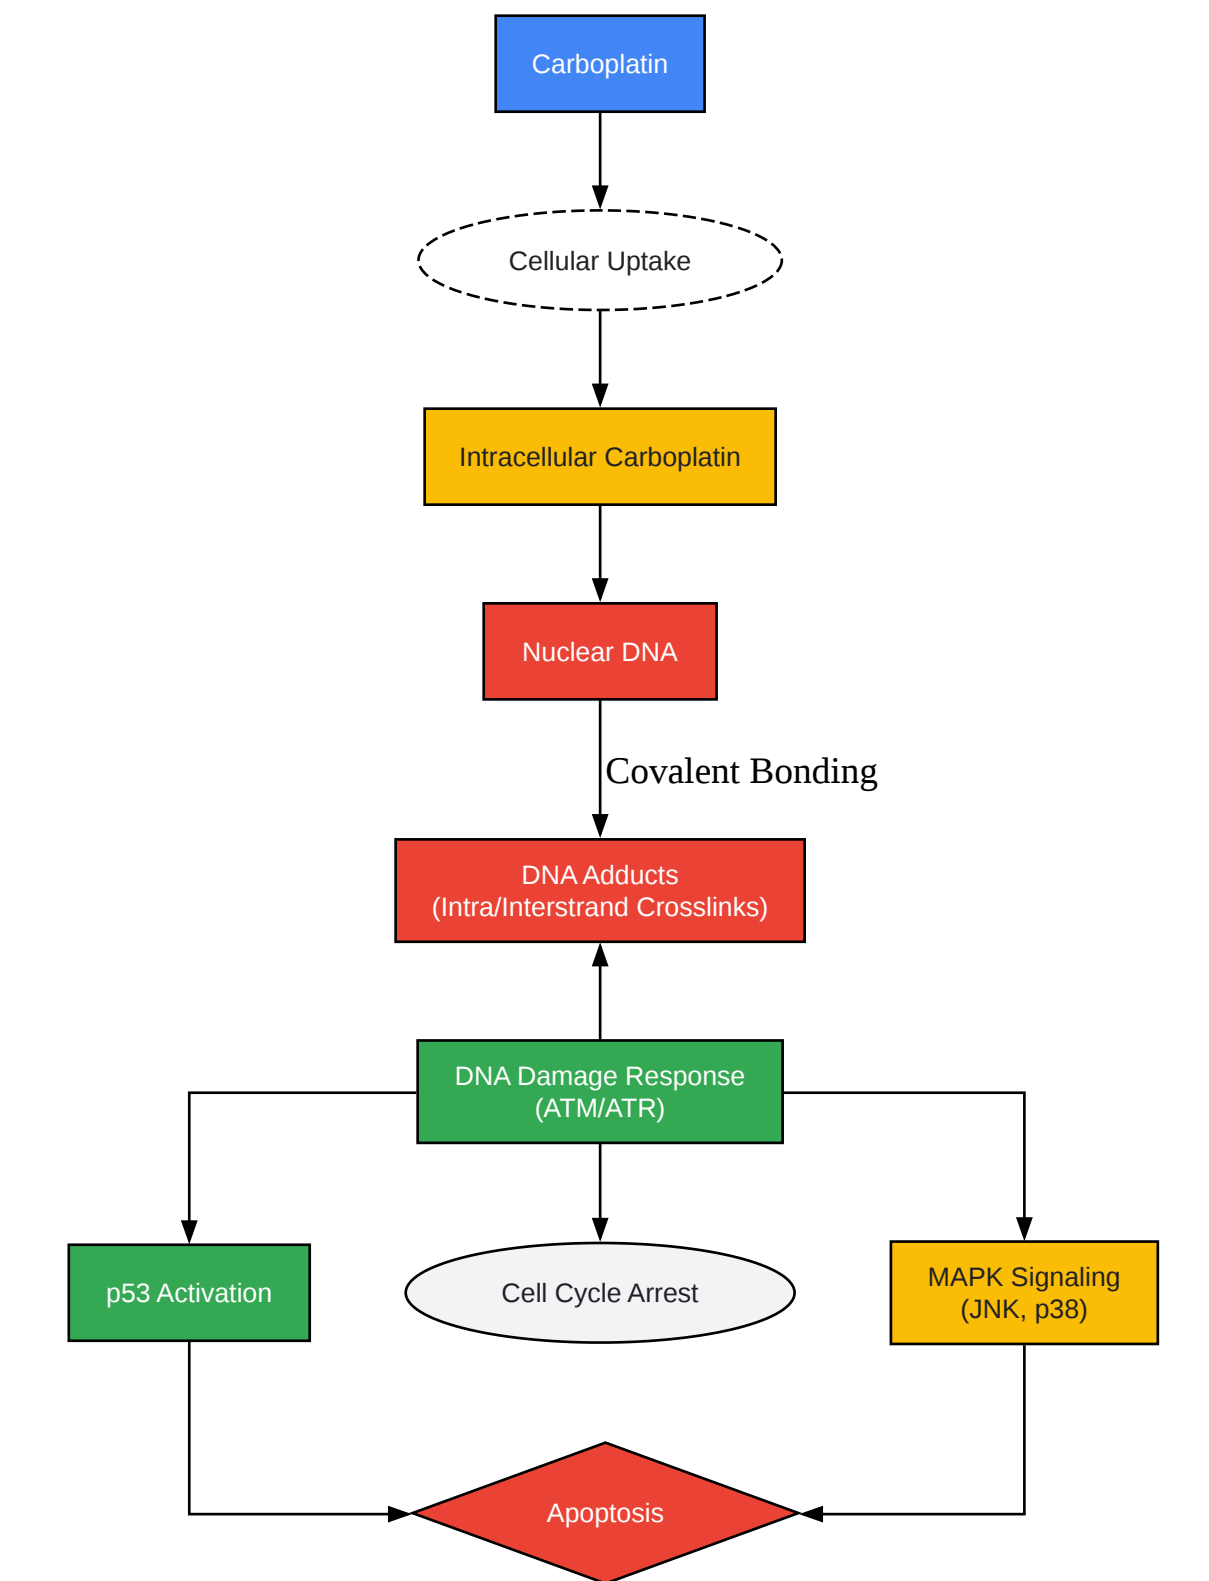 Carboplatin
Cellular Uptake
Intracellular Carboplatin
Nuclear DNA
Covalent Bonding
DNA Adducts
(Intra/Interstrand Crosslinks)
DNA Damage Response
(ATM/ATR)
p53 Activation
Cell Cycle Arrest
MAPK Signaling
(JNK, p38)
Apoptosis